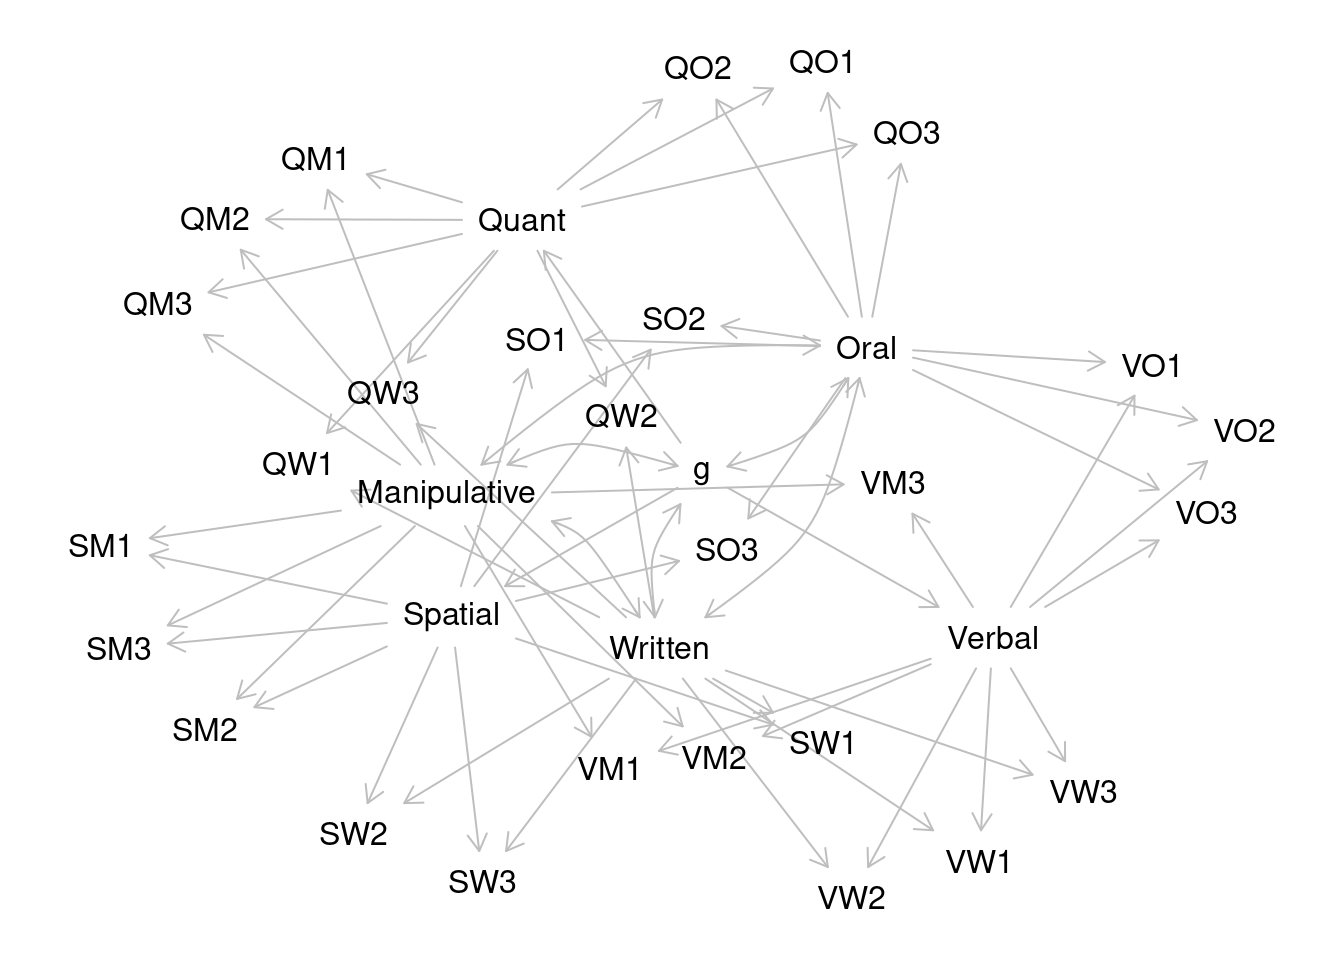 QO1
QO2
QO3
QM1
QM2
Quant
QM3
SO2
SO1
Oral
VO1
QW3
QW2
VO2
QW1
g
VM3
Manipulative
VO3
SM1
SO3
Spatial
Verbal
SM3
Written
SM2
SW1
VM2
VM1
VW3
SW2
VW1
SW3
VW2